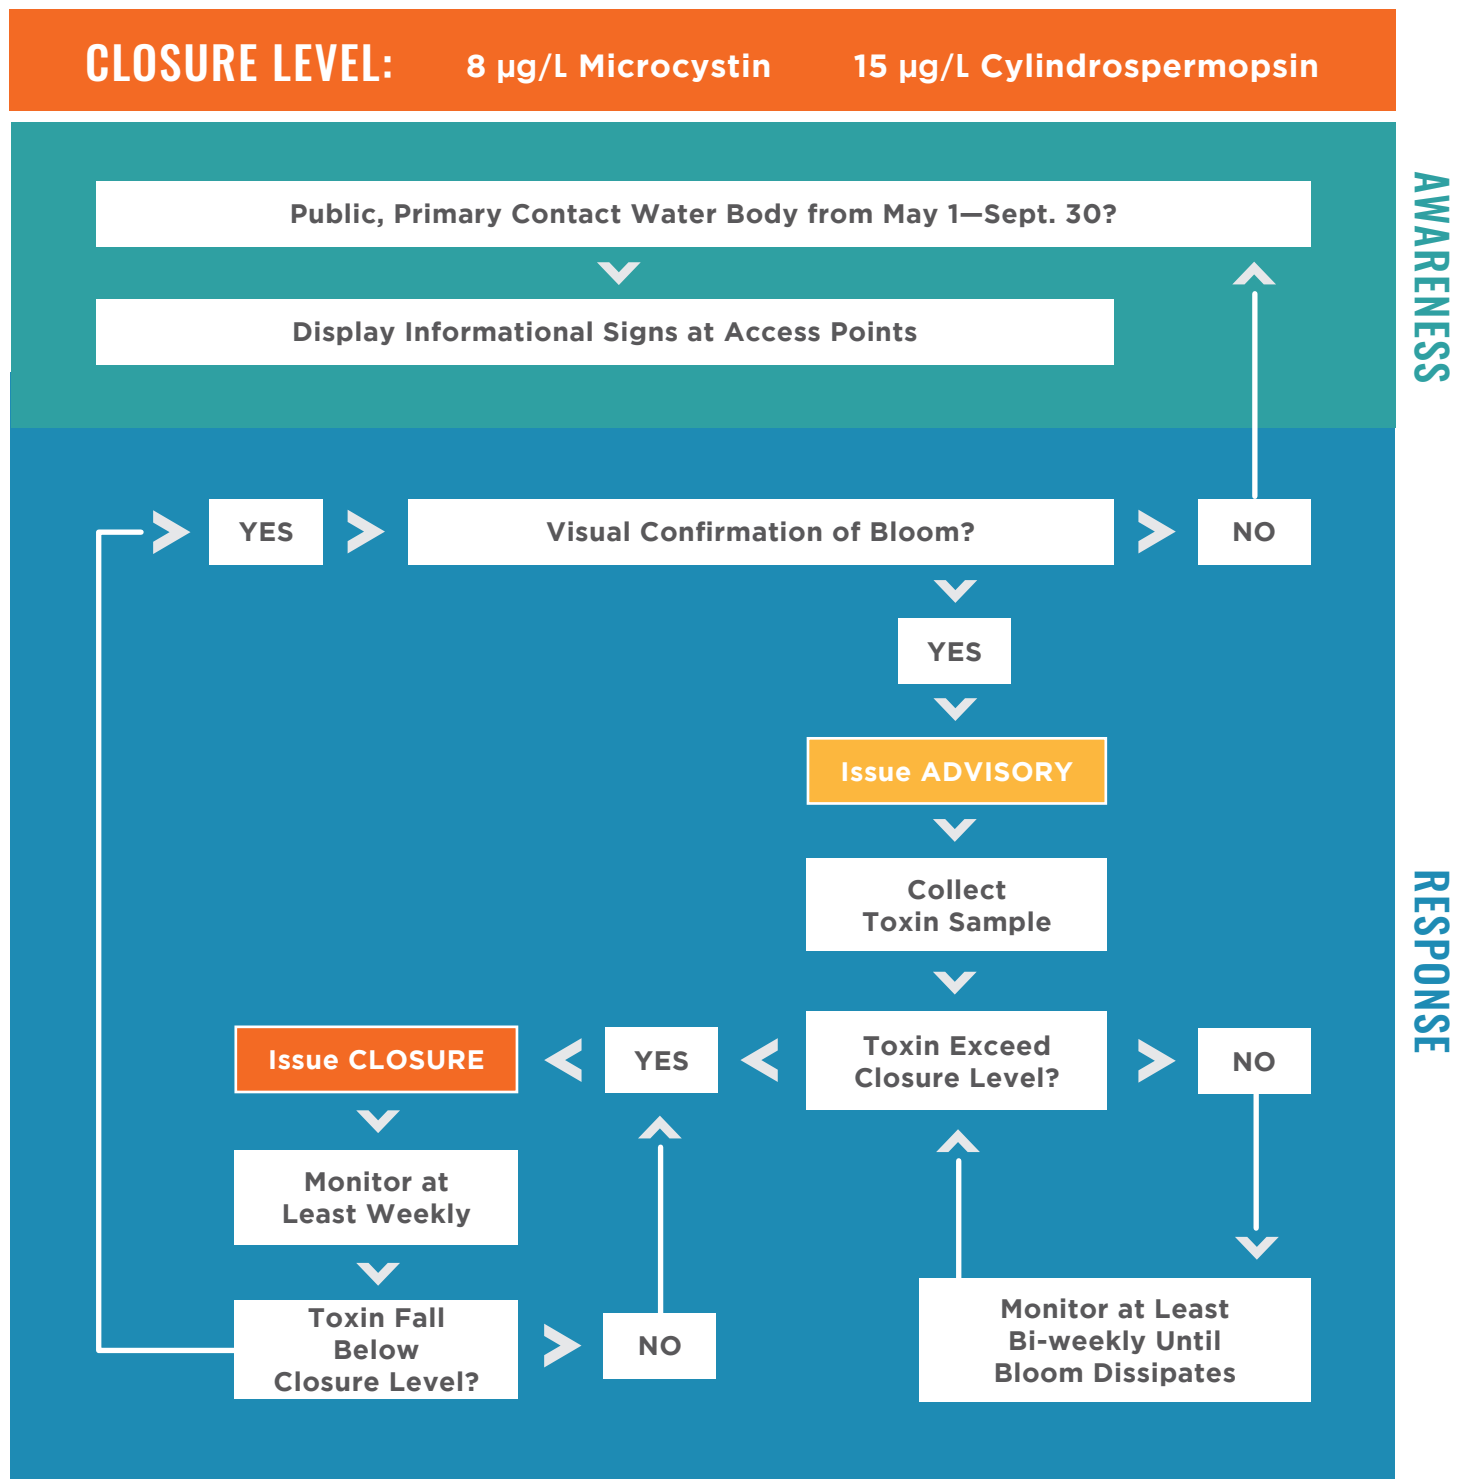 CLOSURE LEVEL: 8 µg/L Microcystin 15 µg/L Cylindrospermopsin
AWARENESS
Public, Primary Contact Water Body from May 1—Sept. 30?
Display Informational Signs at Access Points
RESPONSE
YES
Visual Confirmation of Bloom?
NO
YES
Issue ADVISORY
Collect
Toxin Sample
Toxin Exceed
Closure Level?
NO
YES
Issue CLOSURE
Monitor at
Least Weekly
Toxin Fall
Below
Closure Level?
NO
Monitor at Least
Bi-weekly Until
Bloom Dissipates